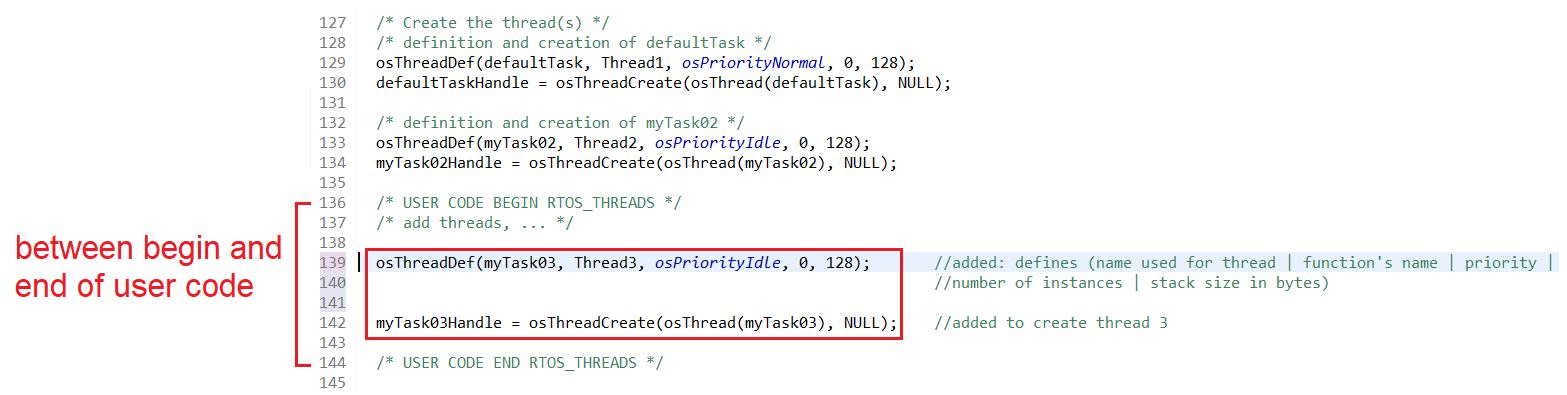 127 /* Create the thread(s) */
128 /* definition and creation of defaultTask */
129 osThreadDef(defaultTask, Thread1, osPriorityNormal, 0, 128);
130 defaultTaskHandle = osThreadCreate(osThread(defaultTask), NULL);
131
132 /* definition and creation of myTask02 */
133 osThreadDef(myTask02, Thread2, osPriorityIdle, 0, 128);
134 myTask02Handle = osThreadCreate(osThread(myTask02), NULL);
135
136 /* USER CODE BEGIN RTOS_THREADS */
137 /* add threads, ... */
138
between begin and
end of user code
139 osThreadDef(myTask03, Thread3, osPriorityIdle, 0, 128); //added: defines (name used for thread | function's name | priority |
140 //number of instances | stack size in bytes)
141
142 myTask03Handle = osThreadCreate(osThread(myTask03), NULL); //added to create thread 3
143
144 /* USER CODE END RTOS_THREADS */
145